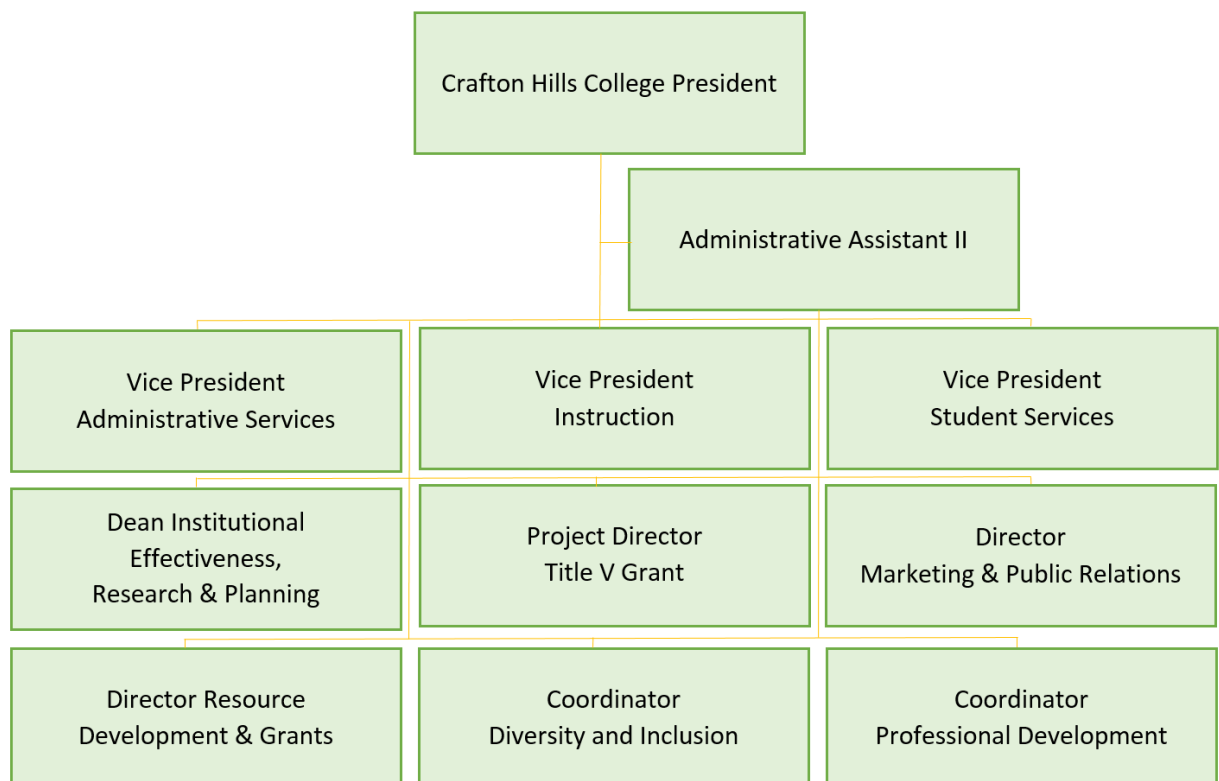 Crafton Hills College President
Administrative Assistant II
Vice President
Administrative Services
Vice President
Instruction
Vice President
Student Services
Dean Institutional
Effectiveness,
Research & Planning
Project Director
Title V Grant
Director
Marketing & Public Relations
Director Resource
Development & Grants
Coordinator
Diversity and Inclusion
Coordinator
Professional Development